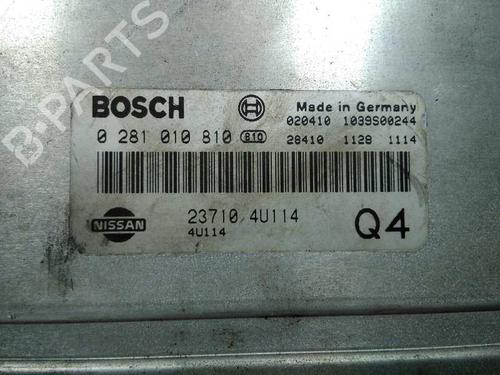 B-PARTS
BOSCH
Made in Germany
020410 1039S00244
0 281 010 810 810
28410 1128 1114
NISSAN
23710 4U114
4U114
Q4